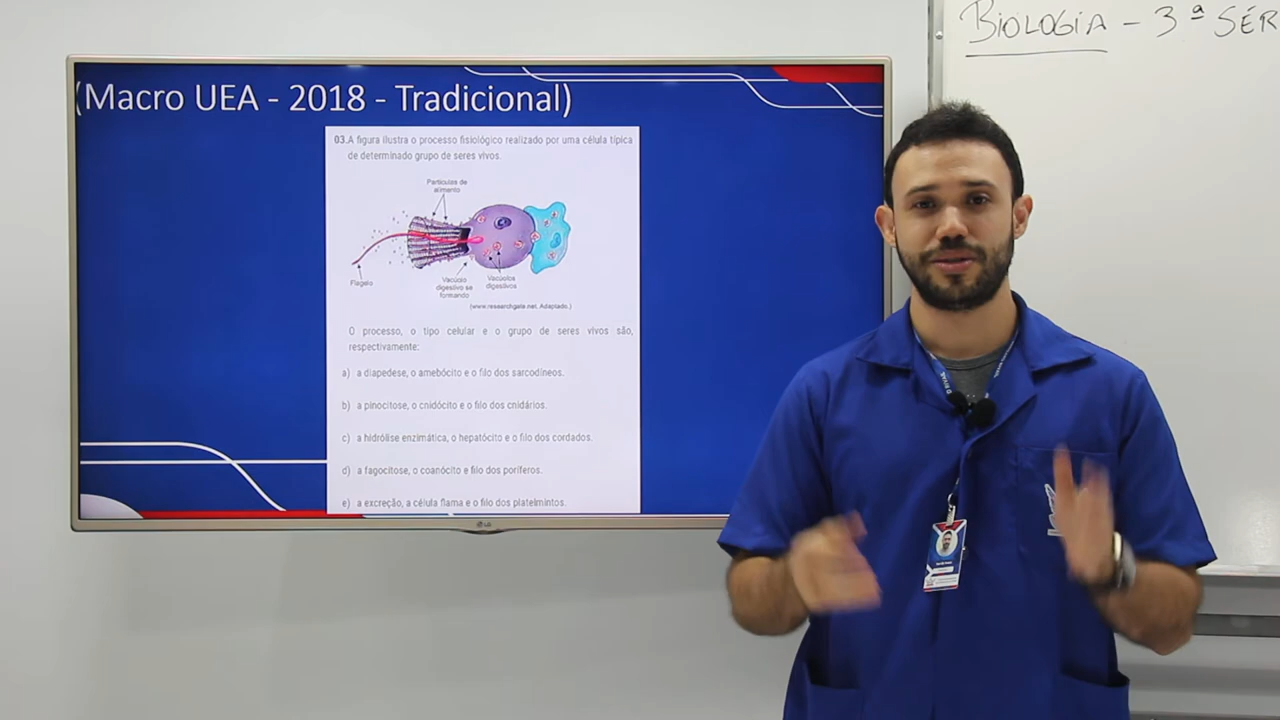 BIOLOGIA - 3ª SÉR
(Macro UEA - 2018 - Tradicional)
03.A figura ilustra o processo fisiológico realizado por uma célula típica
de determinado grupo de seres vivos.
Partículas de
alimento
Flagelo
Vacúolo
digestivo se
formando
Vacúolos
digestivos
(www.researchgate.net. Adaptado.)
O processo, o tipo celular e o grupo de seres vivos são,
respectivamente:
a) a diapedese, o amebócito e o filo dos sarcodíneos.
b) a pinocitose, o cnidócito e o filo dos cnidários.
c) a hidrólise enzimática, o hepatócito e o filo dos cordados.
d) a fagocitose, o coanócito e filo dos poríferos.
e) a excreção, a célula flama e o filo dos platelmintos.
LG